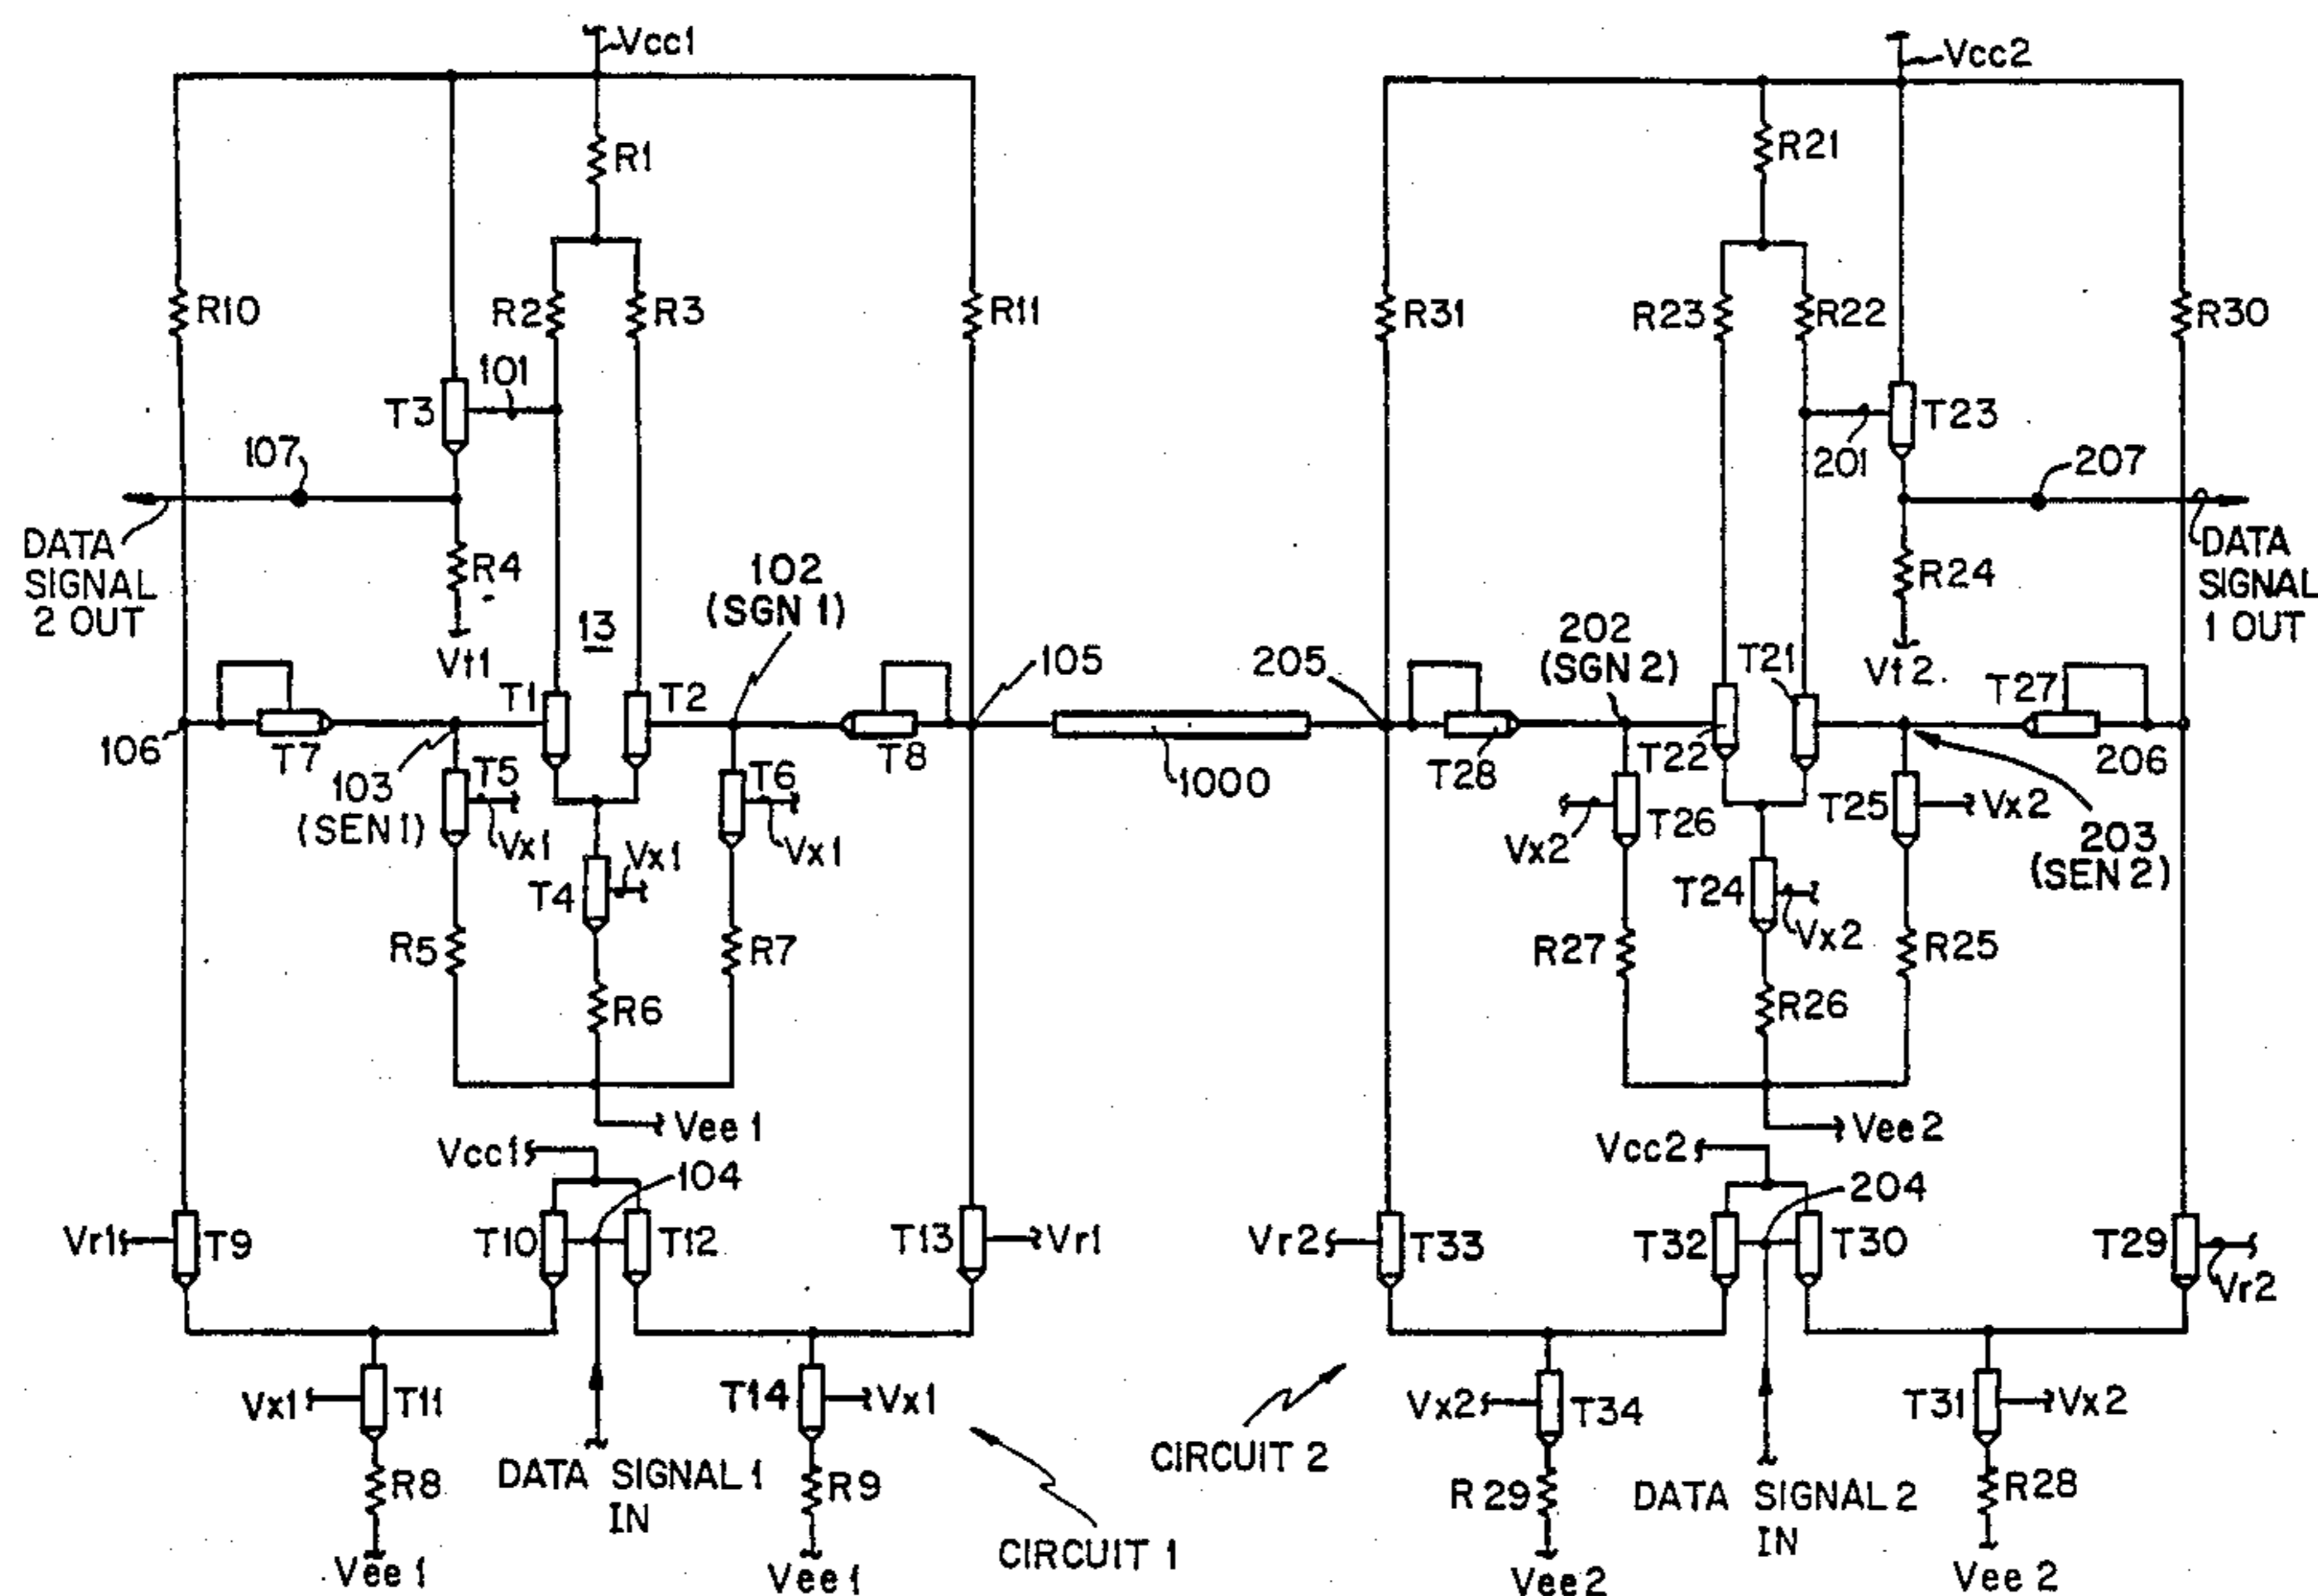 Vcc1
Vcc2
R1
R21
R10
R2
R3
R11
R31
R23
R22
R30
101
T3
T23
107
201
207
DATA
SIGNAL
2 OUT
R4
102
(SGN 1)
R24
DATA
SIGNAL
1 OUT
13
Vt1
105
205
202
(SGN 2)
Vt2
T1
T2
T21
T27
106
T7
T8
T28
T22
206
103
(SEN 1)
T5
Vx1
T6
Vx1
1000
Vx2
T26
T25
Vx2
203
(SEN 2)
T4
Vx1
T24
Vx2
R5
R7
R27
R25
R6
R26
Vee 1
Vee 2
Vcc1
104
Vcc2
204
Vr1
T9
T10
T12
T13
Vr1
Vr2
T33
T32
T30
T29
Vr2
Vx1
T11
T14
Vx1
Vx2
T34
T31
Vx2
R8
DATA SIGNAL 1
IN
R9
CIRCUIT 1
CIRCUIT 2
R29
DATA SIGNAL 2
IN
R28
Vee 1
Vee 1
Vee 2
Vee 2